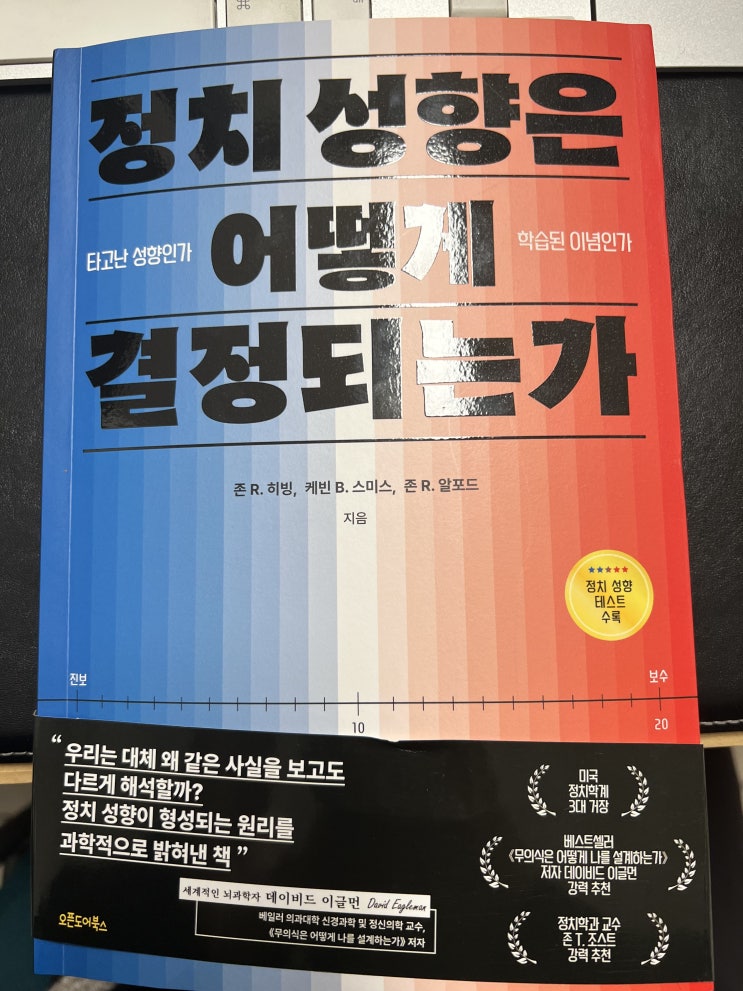 정치 성향은
타고난 성향인가
어떻게
학습된 이념인가
결정되는가
존 R. 히빙, 케빈 B. 스미스, 존 R. 알포드
지음
★★★★★
정치 성향
테스트
수록
진보
보수
10
20
“우리는 대체 왜 같은 사실을 보고도
다르게 해석할까?
정치 성향이 형성되는 원리를
과학적으로 밝혀낸 책”
세계적인 뇌과학자 데이비드 이글먼 David Eagleman
베일러 의과대학 신경과학 및 정신의학 교수,
《무의식은 어떻게 나를 설계하는가》 저자
오픈도어북스
미국
정치학계
3대 거장
베스트셀러
《무의식은 어떻게 나를 설계하는가》
저자 데이비드 이글먼
강력 추천
정치학과 교수
존 T. 조스트
강력 추천